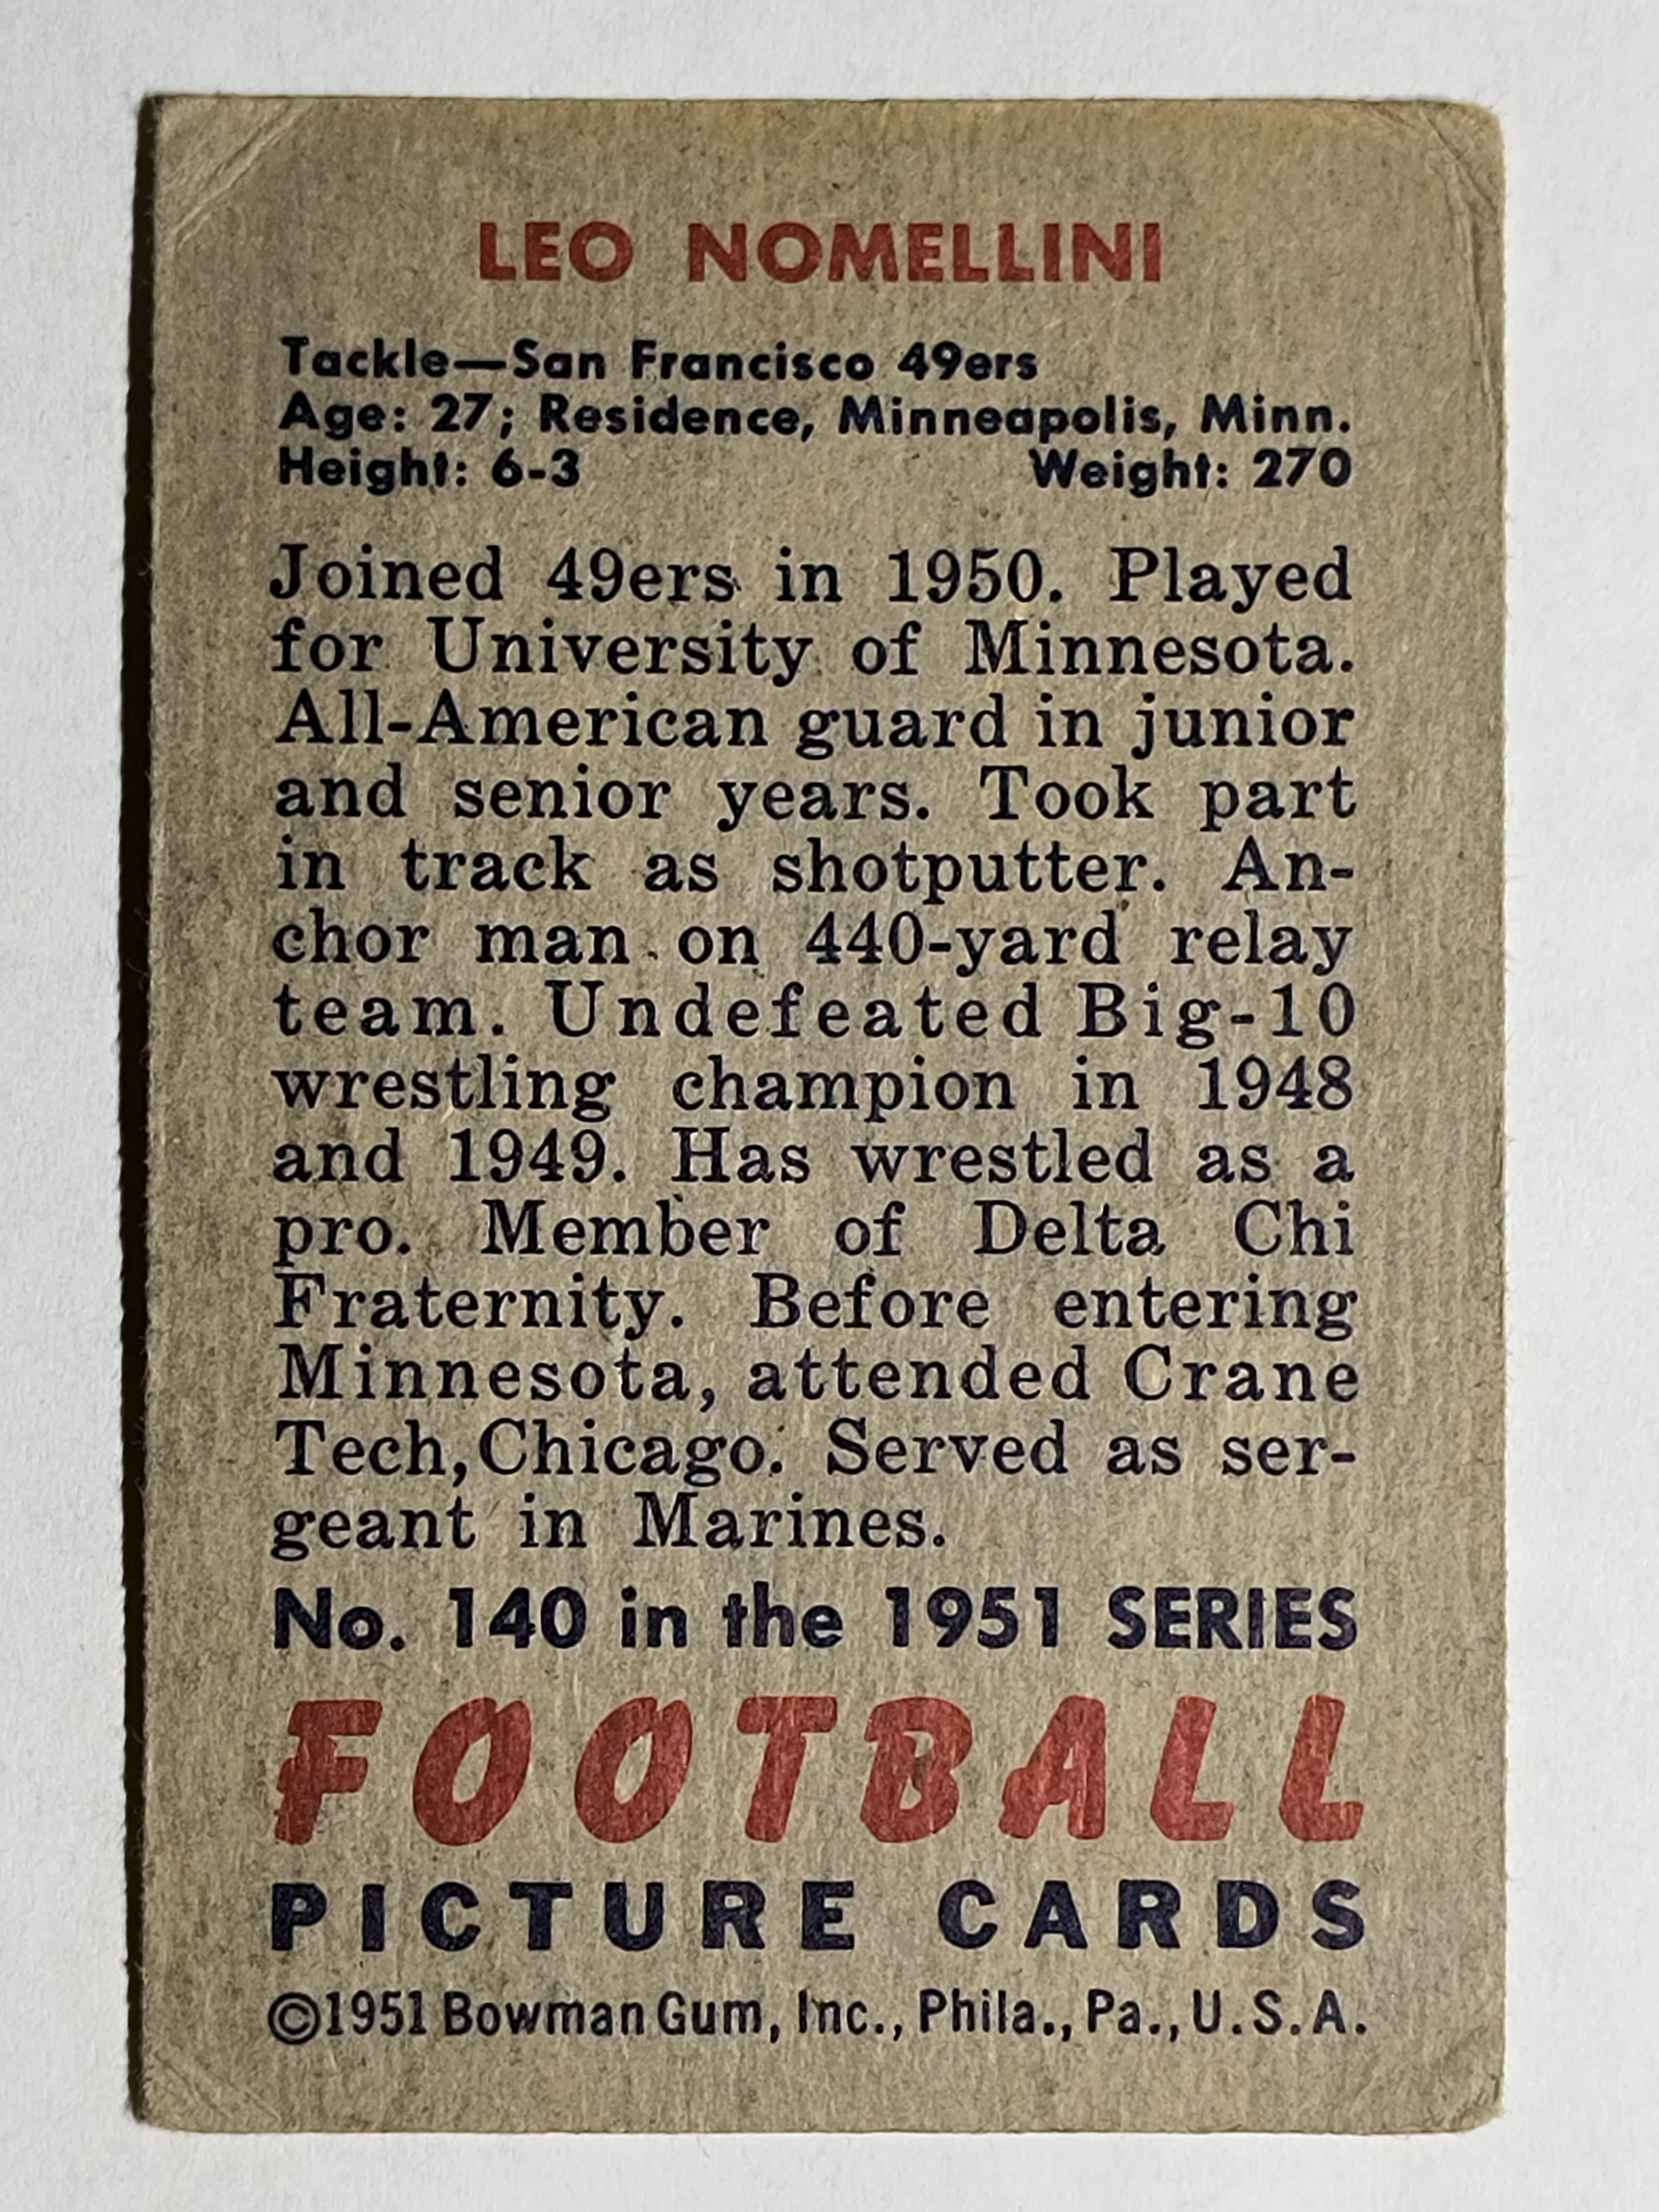 LEO NOMELLINI
Tackle—San Francisco 49ers
Age: 27; Residence, Minneapolis, Minn.
Height: 6-3 Weight: 270
Joined 49ers in 1950. Played
for University of Minnesota.
All-American guard in junior
and senior years. Took part
in track as shotputter. An-
chor man on 440-yard relay
team. Undefeated Big-10
wrestling champion in 1948
and 1949. Has wrestled as a
pro. Member of Delta Chi
Fraternity. Before entering
Minnesota, attended Crane
Tech, Chicago. Served as ser-
geant in Marines.
No. 140 in the 1951 SERIES
FOOTBALL
PICTURE CARDS
©1951 Bowman Gum, Inc., Phila., Pa., U.S.A.